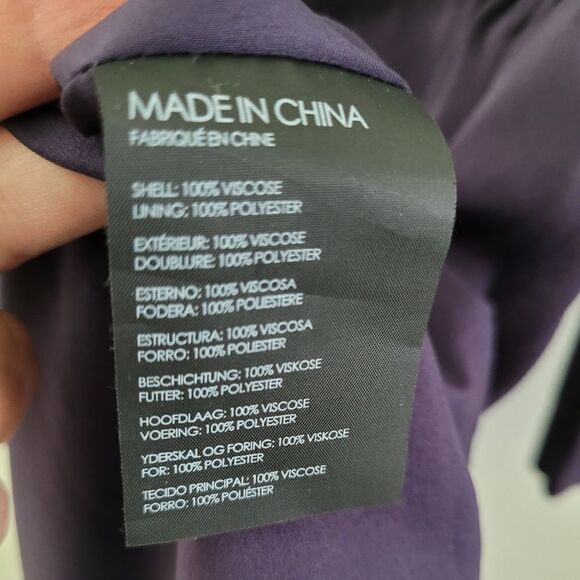 MADE IN CHINA
FABRIQUÉ EN CHINE
SHELL: 100% VISCOSE
LINING: 100% POLYESTER
EXTÉRIEUR: 100% VISCOSE
DOUBLURE: 100% POLYESTER
ESTERNO: 100% VISCOSA
FODERA: 100% POLIESTERE
ESTRUCTURA: 100% VISCOSA
FORRO: 100% POLIESTER
BESCHICHTUNG: 100% VISKOSE
FUTTER: 100% POLYESTER
HOOFDLAAG: 100% VISCOSE
VOERING: 100% POLYESTER
YDERSKAL OG FORING: 100% VISKOSE
FOR: 100% POLYESTER
TECIDO PRINCIPAL: 100% VISCOSE
FORRO: 100% POLIÉSTER